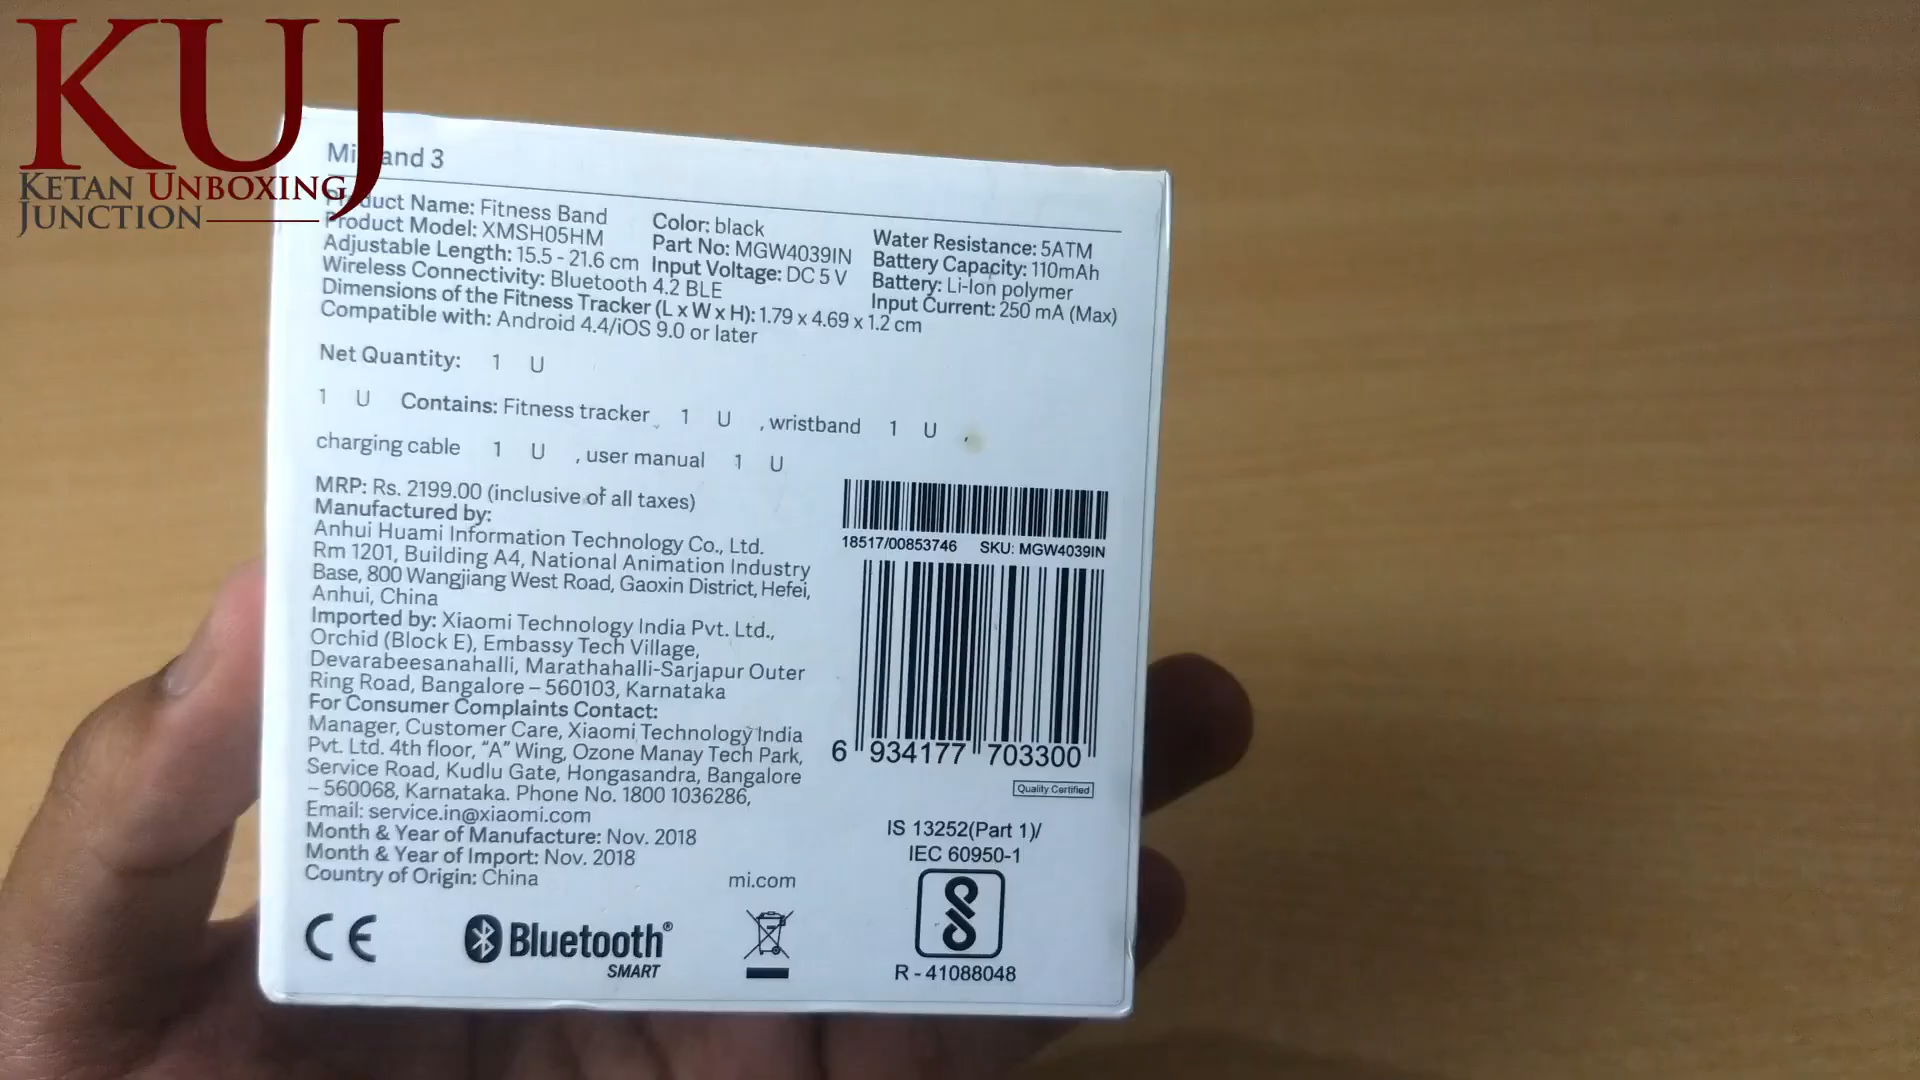 KUJ
KETAN UNBOXING
JUNCTION
Mi Band 3
Product Name: Fitness Band
Product Model: XMSH05HM
Adjustable Length: 15.5 - 21.6 cm
Wireless Connectivity: Bluetooth 4.2 BLE
Color: black
Part No: MGW4039IN
Input Voltage: DC 5 V
Water Resistance: 5ATM
Battery Capacity: 110mAh
Battery: Li-Ion polymer
Input Current: 250 mA (Max)
Dimensions of the Fitness Tracker (L x W x H): 1.79 x 4.69 x 1.2 cm
Compatible with: Android 4.4/iOS 9.0 or later
Net Quantity: 1 U
1 U Contains: Fitness tracker, 1 U , wristband 1 U ,
charging cable 1 U , user manual 1 U
MRP: Rs. 2199.00 (inclusive of all taxes)
Manufactured by:
Anhui Huami Information Technology Co., Ltd.
Rm 1201, Building A4, National Animation Industry
Base, 800 Wangjiang West Road, Gaoxin District, Hefei,
Anhui, China
Imported by: Xiaomi Technology India Pvt. Ltd.,
Orchid (Block E), Embassy Tech Village,
Devarabeesanahalli, Marathahalli-Sarjapur Outer
Ring Road, Bangalore – 560103, Karnataka
For Consumer Complaints Contact:
Manager, Customer Care, Xiaomi Technology India
Pvt. Ltd. 4th floor, “A” Wing, Ozone Manay Tech Park,
Service Road, Kudlu Gate, Hongasandra, Bangalore
– 560068, Karnataka. Phone No. 1800 1036286,
Email: service.in@xiaomi.com
Month & Year of Manufacture: Nov. 2018
Month & Year of Import: Nov. 2018
Country of Origin: China
mi.com
18517/00853746 SKU: MGW4039IN
6 934177 703300
Quality Certified
IS 13252(Part 1)/
IEC 60950-1
R - 41088048
CE
Bluetooth®
SMART